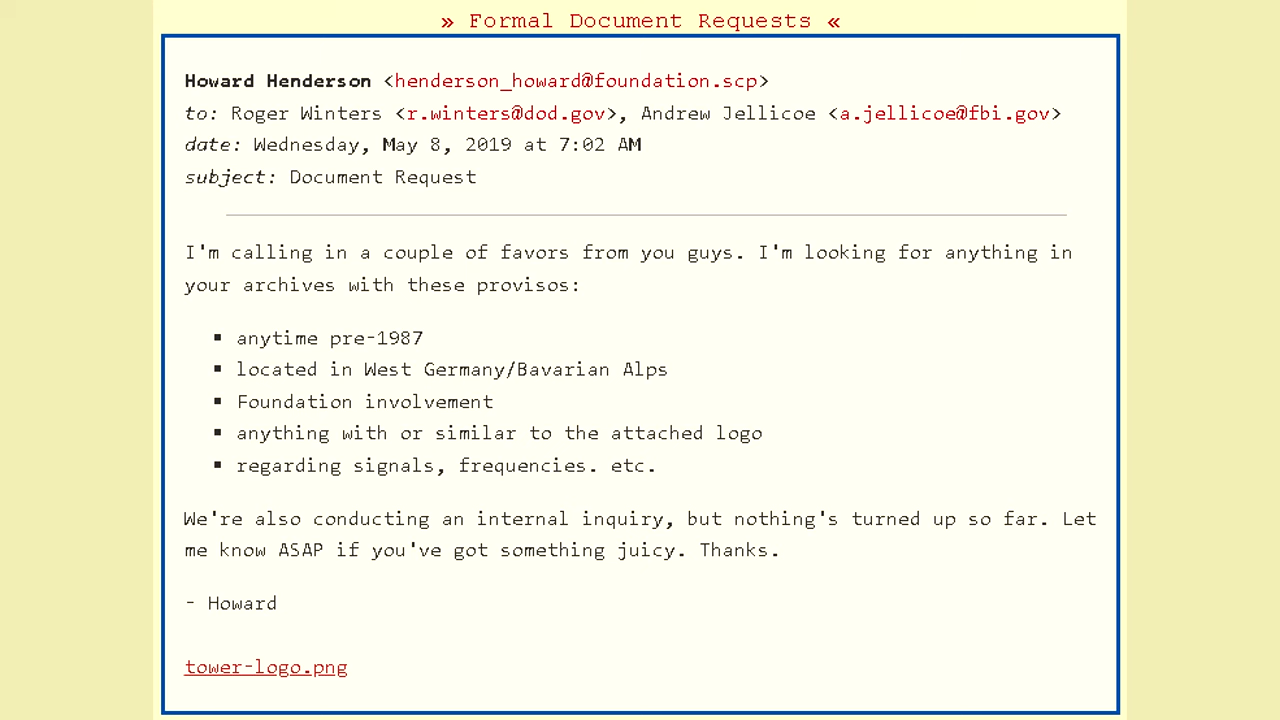 » Formal Document Requests «
Howard Henderson <henderson_howard@foundation.scp>
to: Roger Winters <r.winters@dod.gov>, Andrew Jellicoe <a.jellicoe@fbi.gov>
date: Wednesday, May 8, 2019 at 7:02 AM
subject: Document Request
I'm calling in a couple of favors from you guys. I'm looking for anything in
your archives with these provisos:
▪ anytime pre-1987
▪ located in West Germany/Bavarian Alps
▪ Foundation involvement
▪ anything with or similar to the attached logo
▪ regarding signals, frequencies. etc.
We're also conducting an internal inquiry, but nothing's turned up so far. Let
me know ASAP if you've got something juicy. Thanks.
- Howard
tower-logo.png